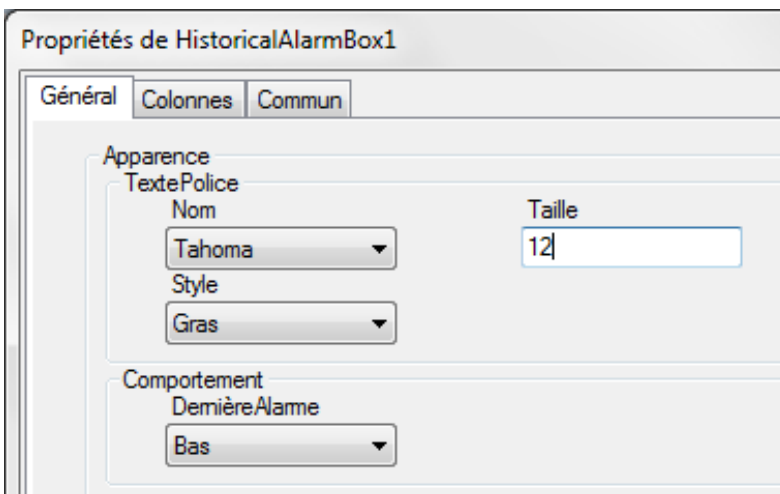 Propriétés de HistoricalAlarmBox1
Général Colonnes Commun
Apparence
TextePolice
Nom Taille
Tahoma 12
Style
Gras
Comportement
DernièreAlarme
Bas